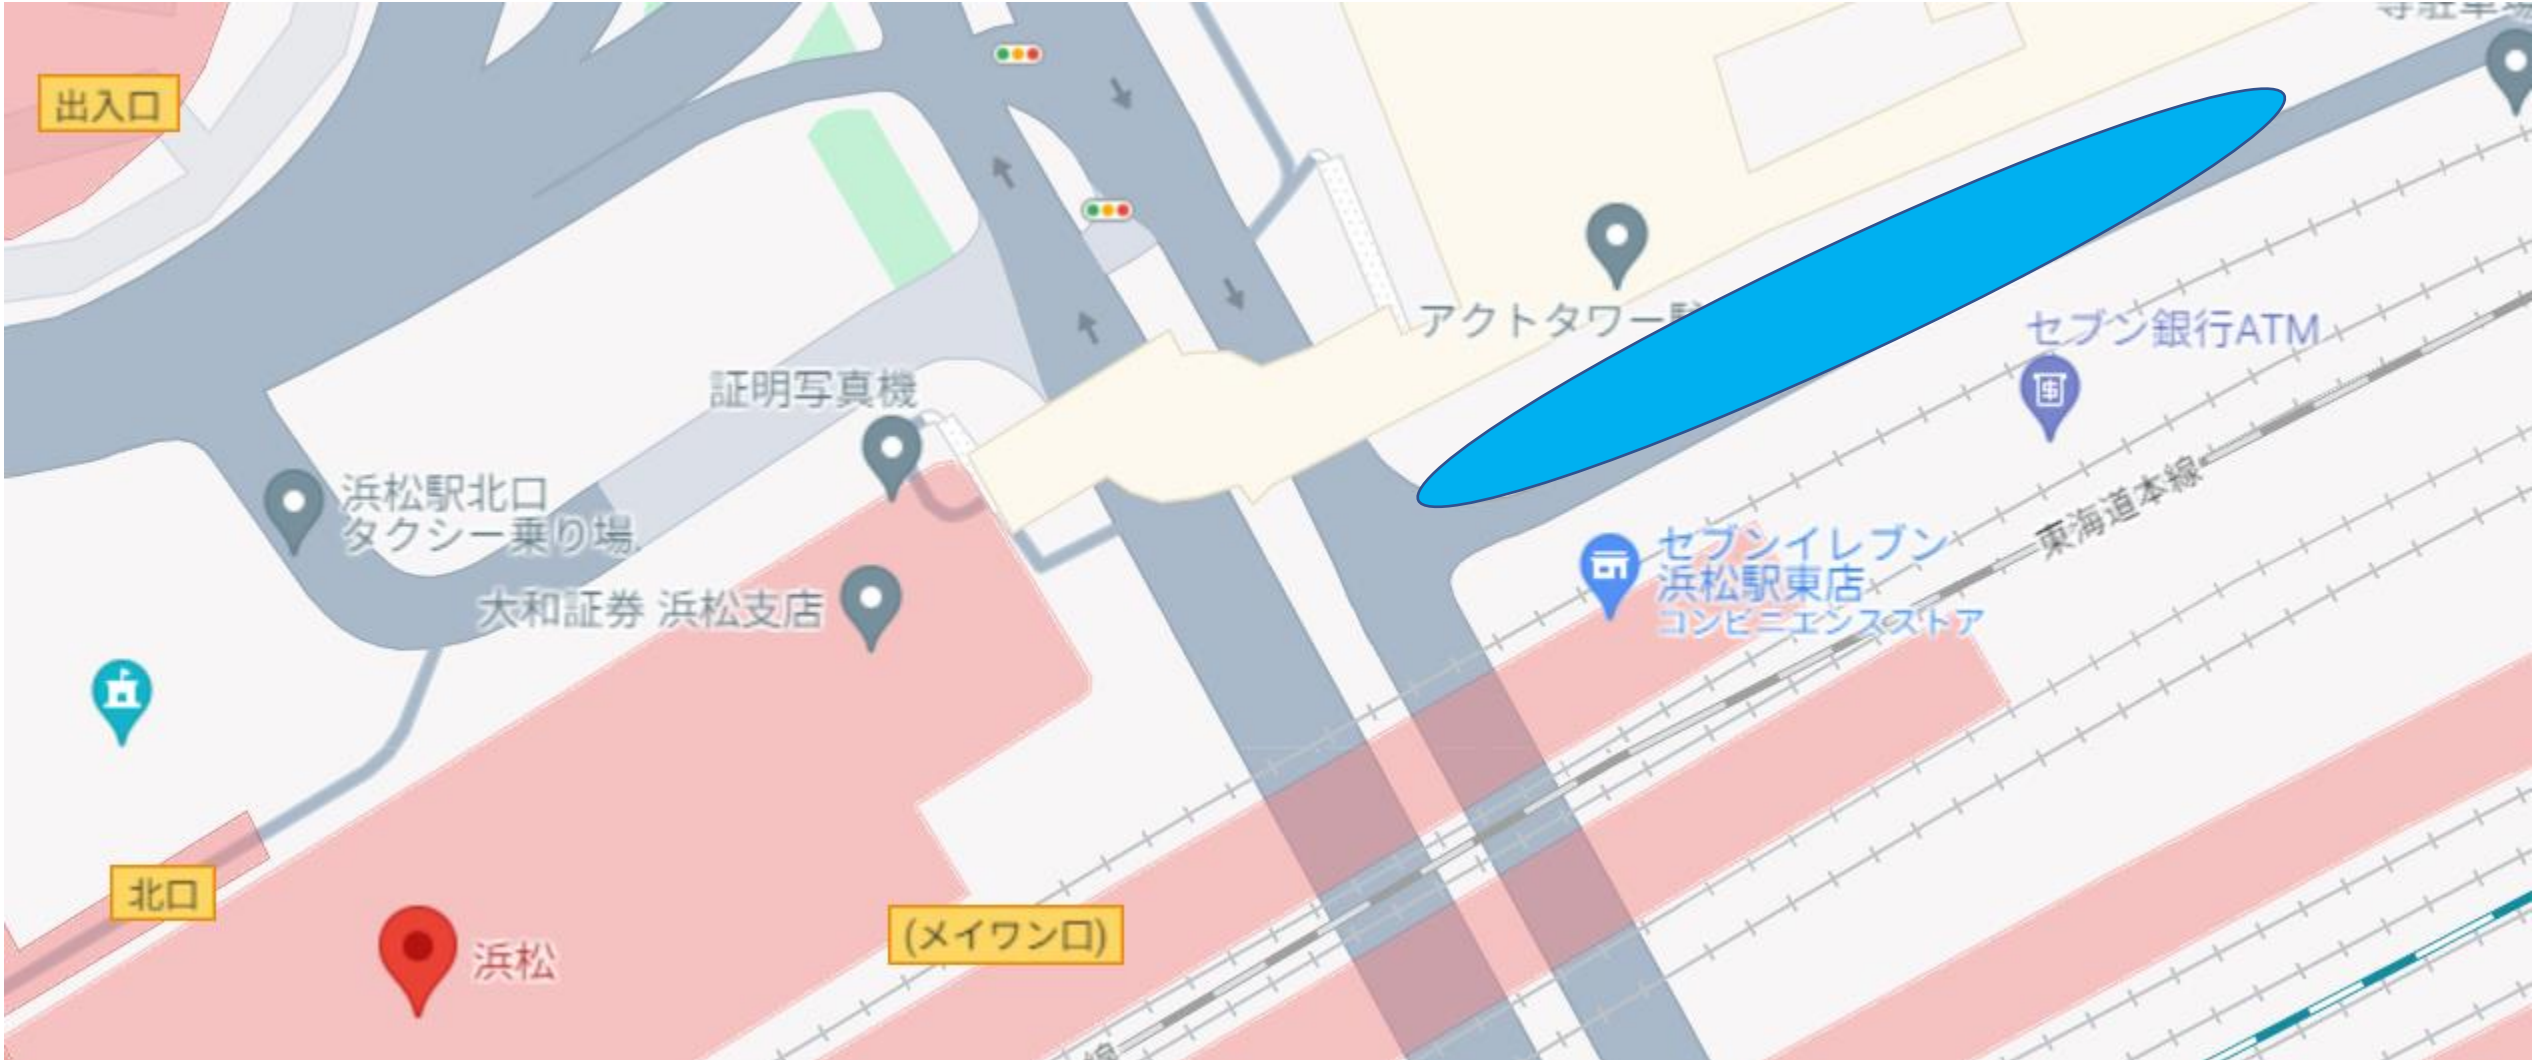 出入口
アクトタワー
セブン銀行ATM
証明写真機
浜松駅北口
タクシー乗り場
大和証券 浜松支店
セブンイレブン
浜松駅東店
コンビニエンスストア
東海道本線
北口
(メイワン口)
浜松
線